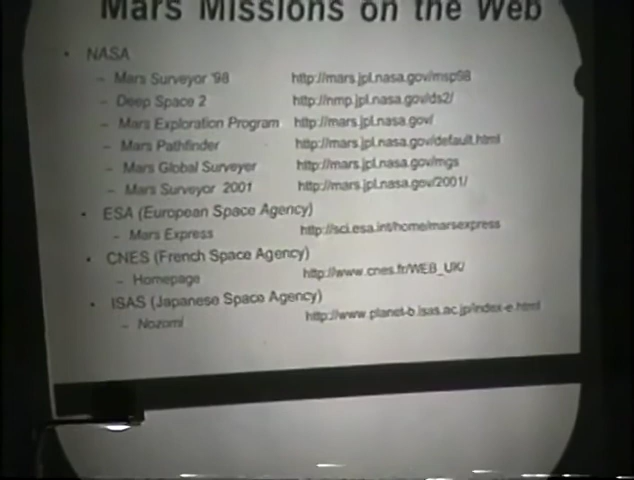 Mars Missions on the Web
• NASA
– Mars Surveyor '98 http://mars.jpl.nasa.gov/msp98
– Deep Space 2 http://nmp.jpl.nasa.gov/ds2/
– Mars Exploration Program http://mars.jpl.nasa.gov/
– Mars Pathfinder http://mars.jpl.nasa.gov/default.html
– Mars Global Surveyer http://mars.jpl.nasa.gov/mgs
– Mars Surveyor 2001 http://mars.jpl.nasa.gov/2001/
• ESA (European Space Agency)
– Mars Express http://sci.esa.int/home/marsexpress
• CNES (French Space Agency)
– Homepage http://www.cnes.fr/WEB_UK/
• ISAS (Japanese Space Agency)
– Nozomi http://www.planet-b.isas.ac.jp/index-e.html